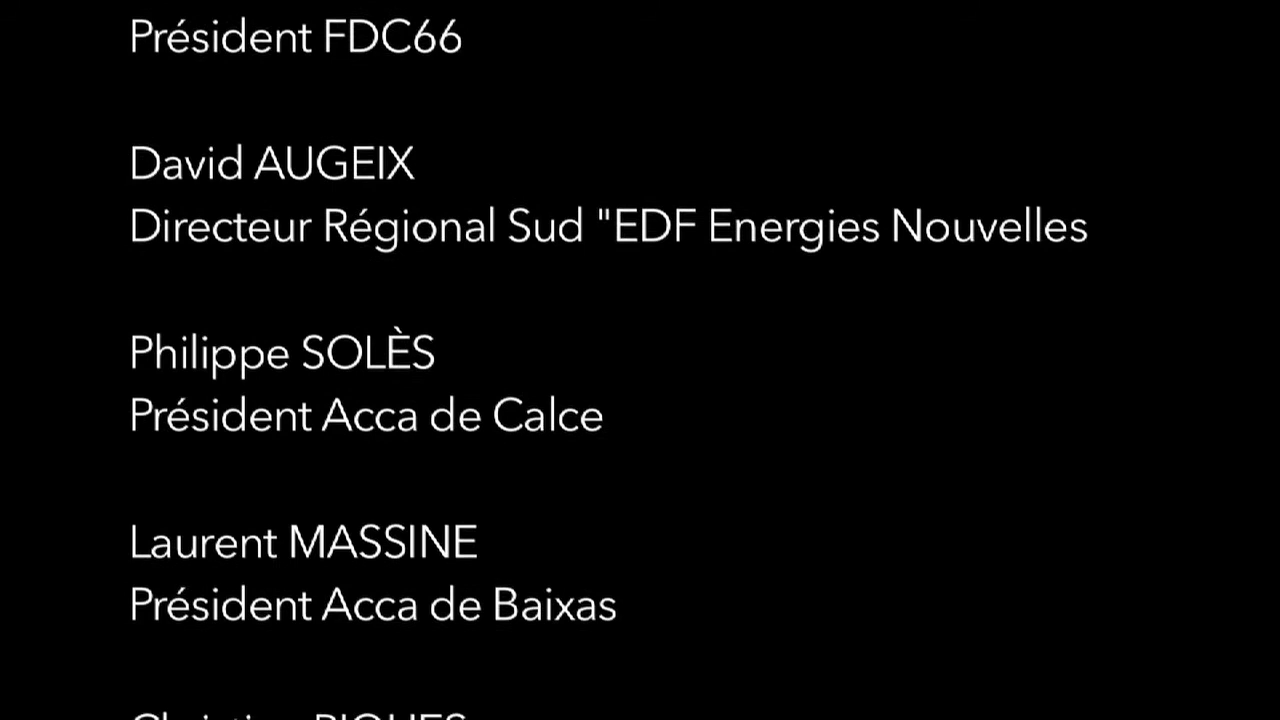 Président FDC66
David AUGEIX
Directeur Régional Sud "EDF Energies Nouvelles
Philippe SOLÈS
Président Acca de Calce
Laurent MASSINE
Président Acca de Baixas